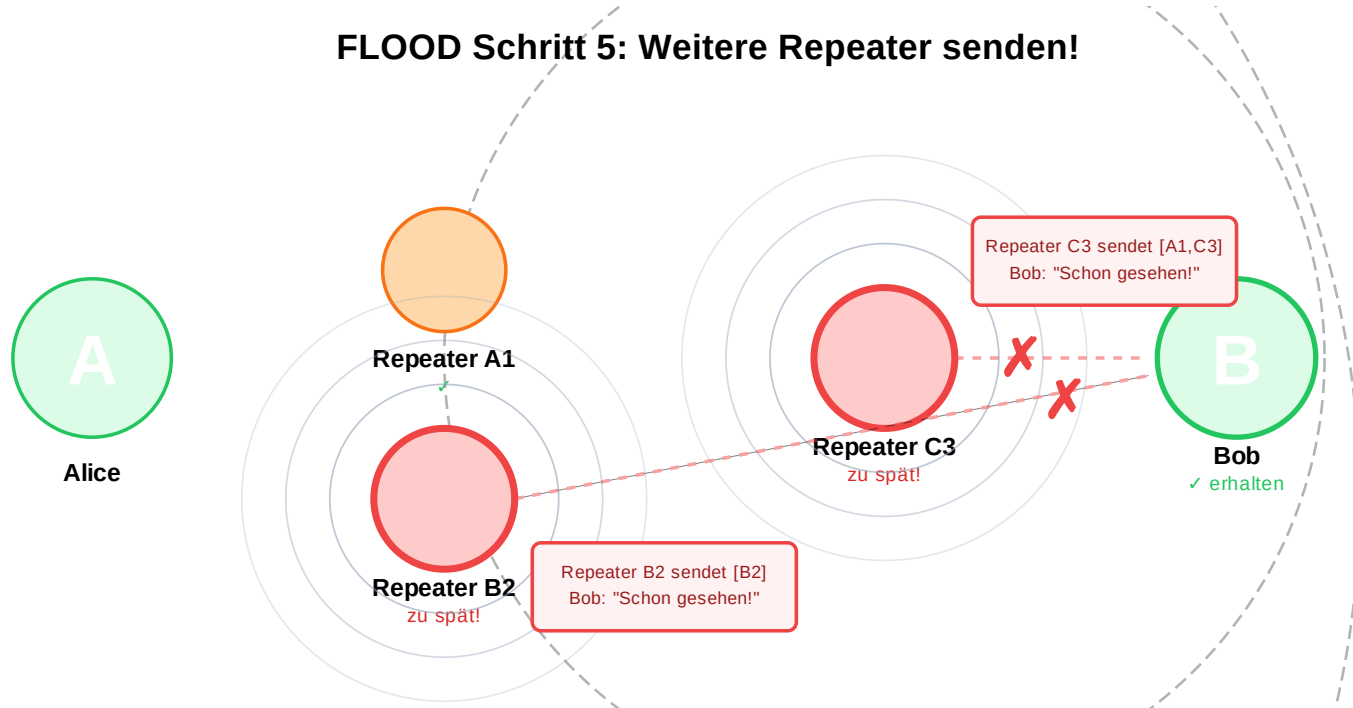 FLOOD Schritt 5: Weitere Repeater senden!
Repeater C3 sendet [A1,C3]
Bob: "Schon gesehen!"
A
Repeater A1
✓
B
Repeater C3
zu spät!
Alice
Bob
✓ erhalten
Repeater B2 sendet [B2]
Bob: "Schon gesehen!"
Repeater B2
zu spät!